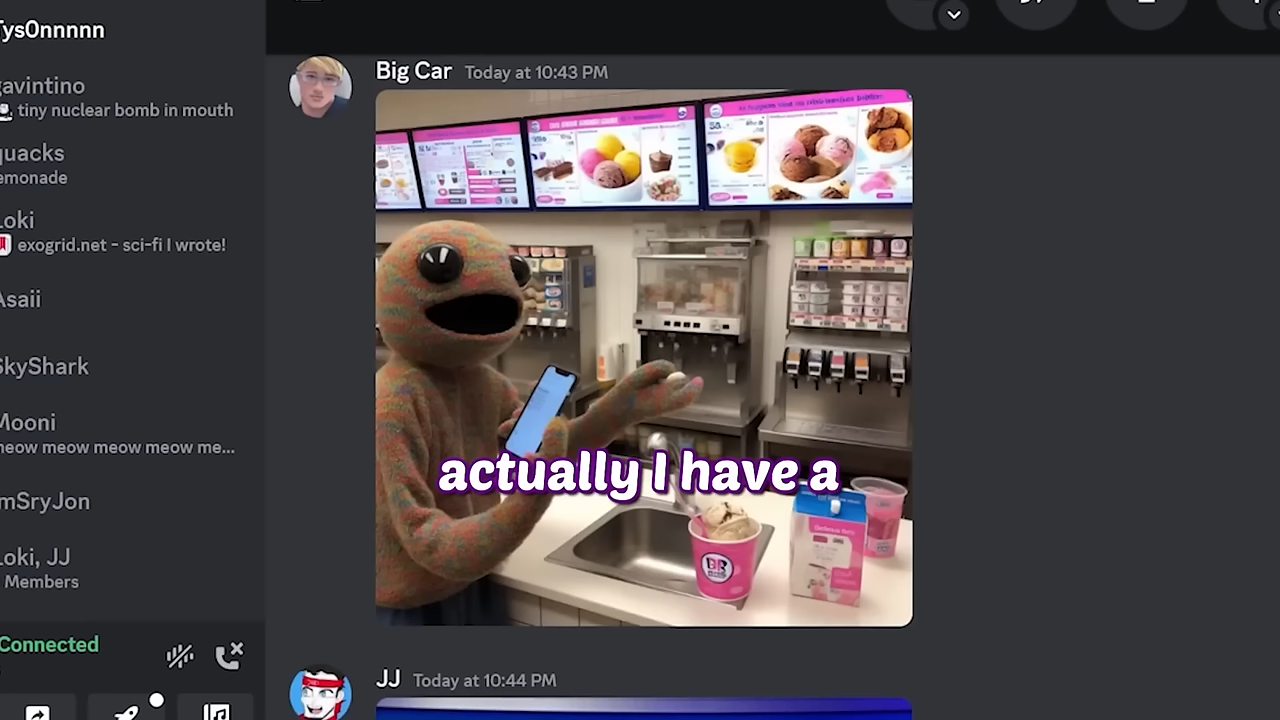 TysOnnnnn
gavintino
tiny nuclear bomb in mouth
quacks
emonade
Loki
exogrid.net - sci-fi I wrote!
Asaii
SkyShark
Mooni
meow meow meow meow me...
mSryJon
Loki, JJ
Members
Connected
Big Car Today at 10:43 PM
actually I have a
BR
JJ Today at 10:44 PM